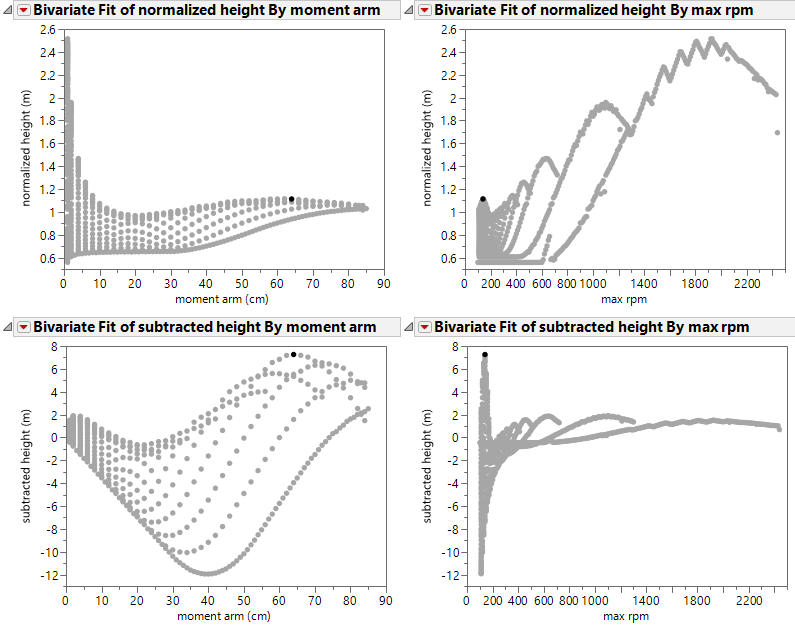 Bivariate Fit of normalized height By moment arm
2.6
2.4
2.2
2
1.8
1.6
1.4
1.2
1
0.8
0.6
normalized height (m)
0 10 20 30 40 50 60 70 80 90
moment arm (cm)
Bivariate Fit of normalized height By max rpm
2.6
2.4
2.2
2
1.8
1.6
1.4
1.2
1
0.8
0.6
normalized height (m)
0 200 400 600 1000 1400 1800 2200
max rpm
Bivariate Fit of subtracted height By moment arm
8
6
4
2
0
-2
-4
-6
-8
-10
-12
subtracted height (m)
0 10 20 30 40 50 60 70 80 90
moment arm (cm)
Bivariate Fit of subtracted height By max rpm
8
6
4
2
0
-2
-4
-6
-8
-10
-12
subtracted height (m)
0 200 400 600 1000 1400 1800 2200
max rpm